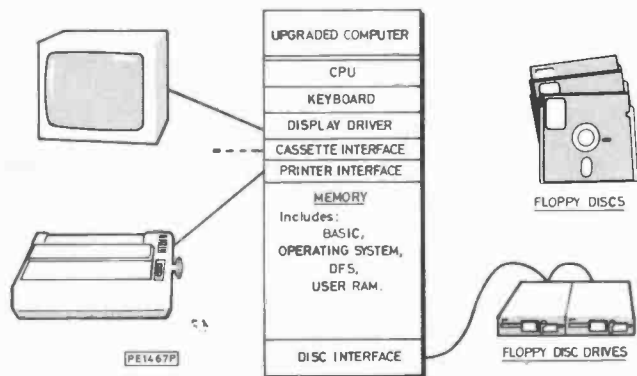 UPGRADED COMPUTER
CPU
KEYBOARD
DISPLAY DRIVER
CASSETTE INTERFACE
PRINTER INTERFACE
MEMORY
Includes:
BASIC,
OPERATING SYSTEM,
DFS,
USER RAM.
DISC INTERFACE
FLOPPY DISCS
FLOPPY DISC DRIVES
PE1467P